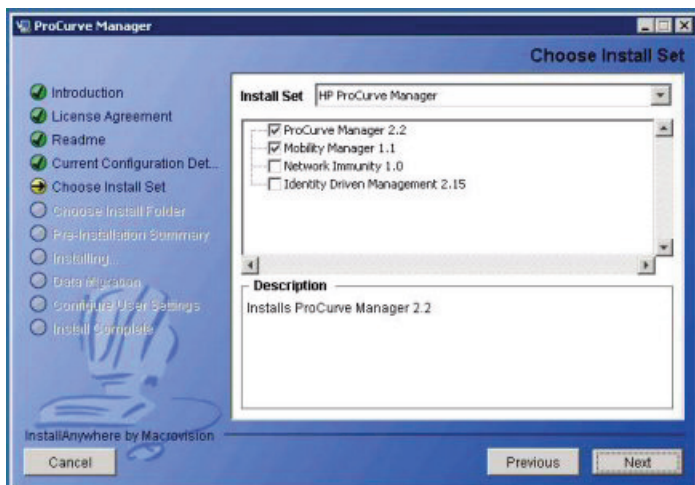 ProCurve Manager
Choose Install Set
Introduction
License Agreement
Readme
Current Configuration Det...
Choose Install Set
Choose Install Folder
Pre-Installation Summary
Installing...
Data Migration
Configure User Settings
Install Complete
Install Set HP ProCurve Manager
ProCurve Manager 2.2
Mobility Manager 1.1
Network Immunity 1.0
Identity Driven Management 2.15
Description
Installs ProCurve Manager 2.2
InstallAnywhere by Macrovision
Cancel
Previous
Next